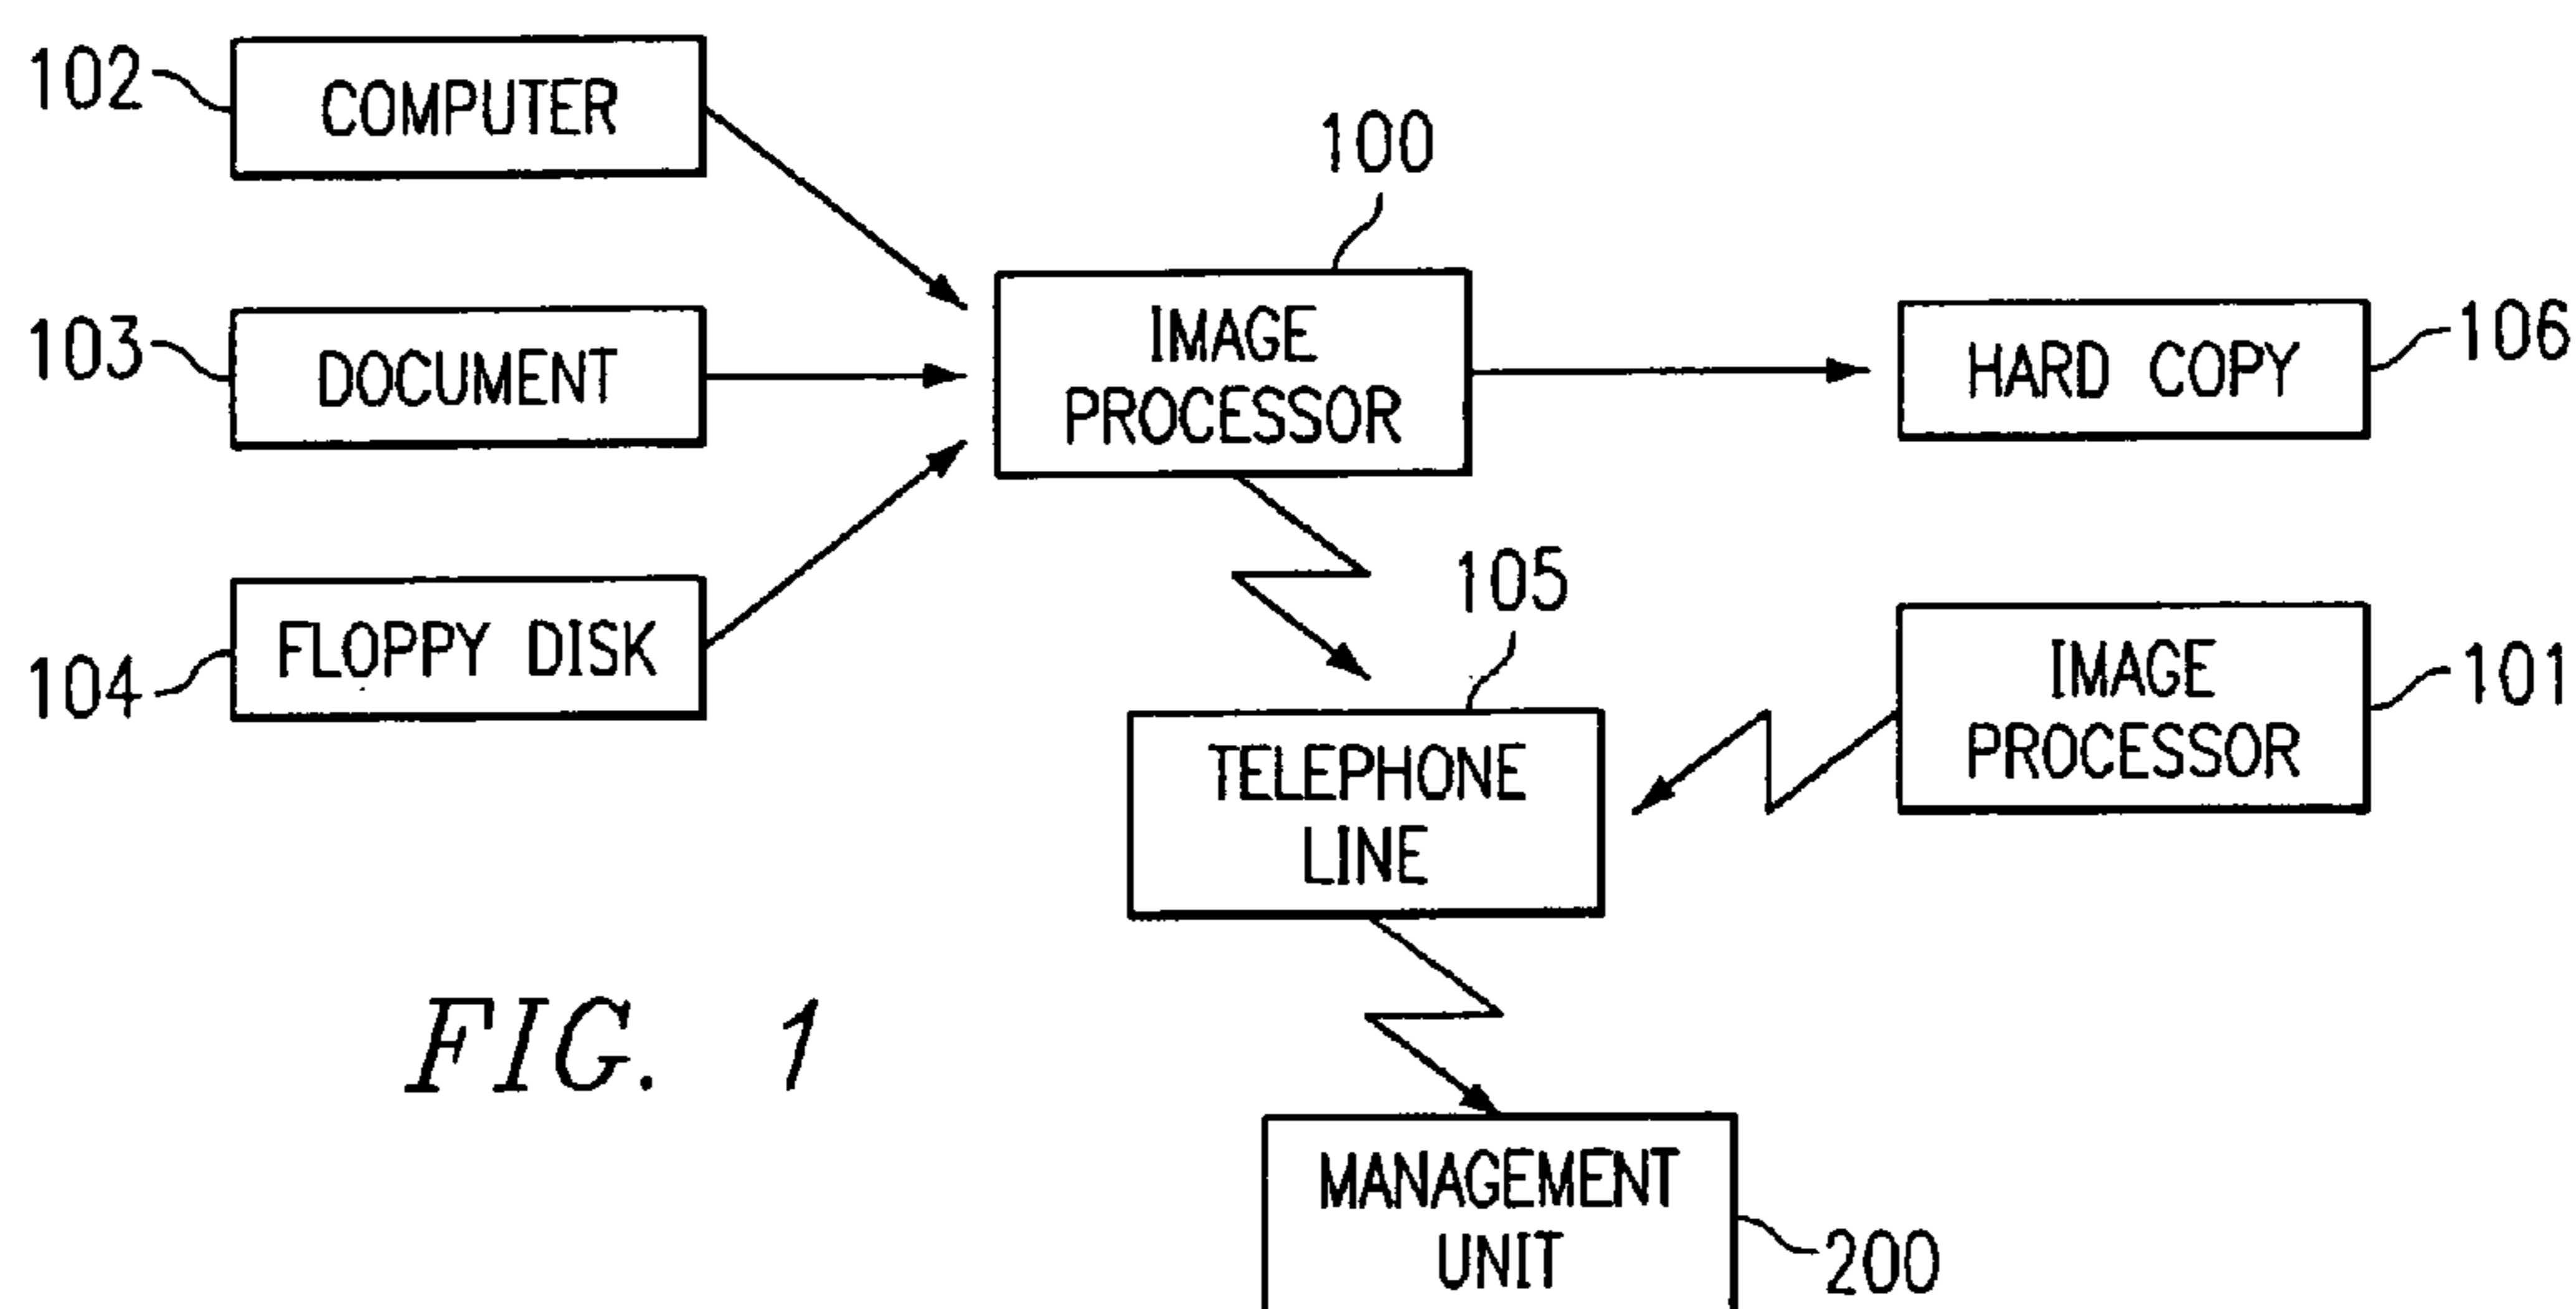 102
COMPUTER
100
103
DOCUMENT
IMAGE
PROCESSOR
HARD COPY
106
104
FLOPPY DISK
105
TELEPHONE
LINE
IMAGE
PROCESSOR
101
FIG. 1
MANAGEMENT
UNIT
200